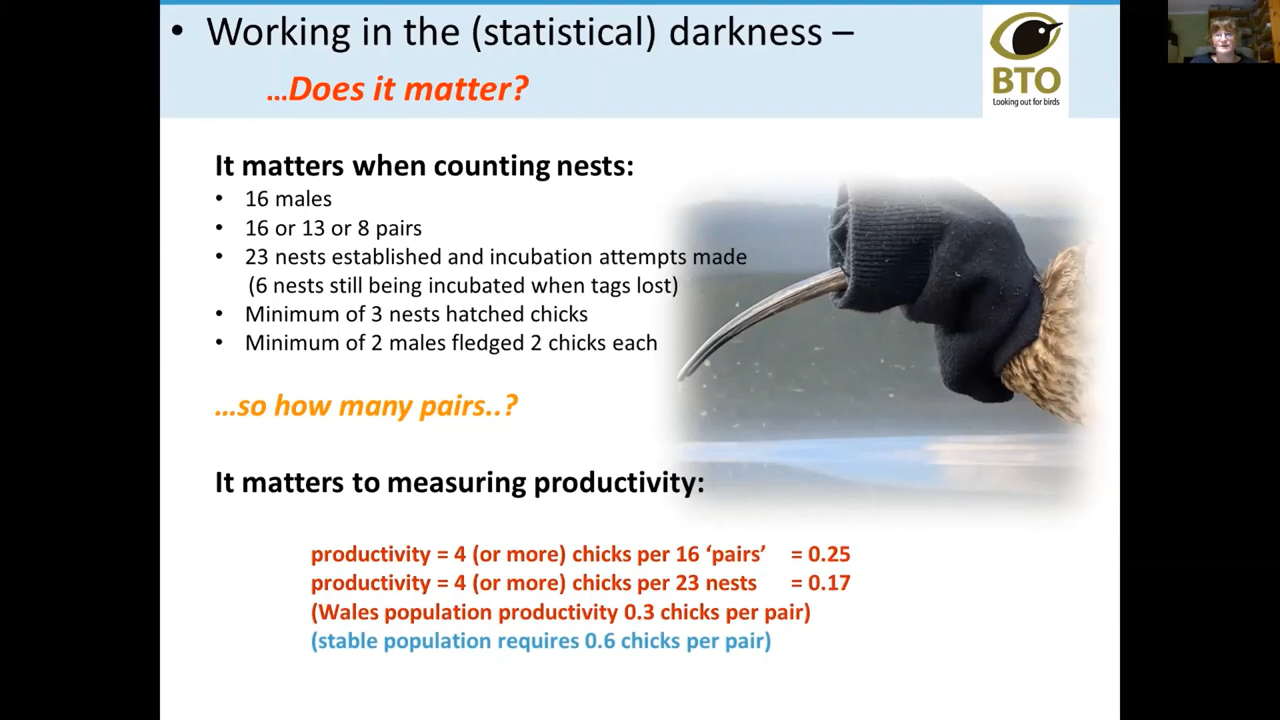 • Working in the (statistical) darkness –
...Does it matter?
BTO
Looking out for birds
It matters when counting nests:
• 16 males
• 16 or 13 or 8 pairs
• 23 nests established and incubation attempts made
(6 nests still being incubated when tags lost)
• Minimum of 3 nests hatched chicks
• Minimum of 2 males fledged 2 chicks each
...so how many pairs..?
It matters to measuring productivity:
productivity = 4 (or more) chicks per 16 ‘pairs’ = 0.25
productivity = 4 (or more) chicks per 23 nests = 0.17
(Wales population productivity 0.3 chicks per pair)
(stable population requires 0.6 chicks per pair)